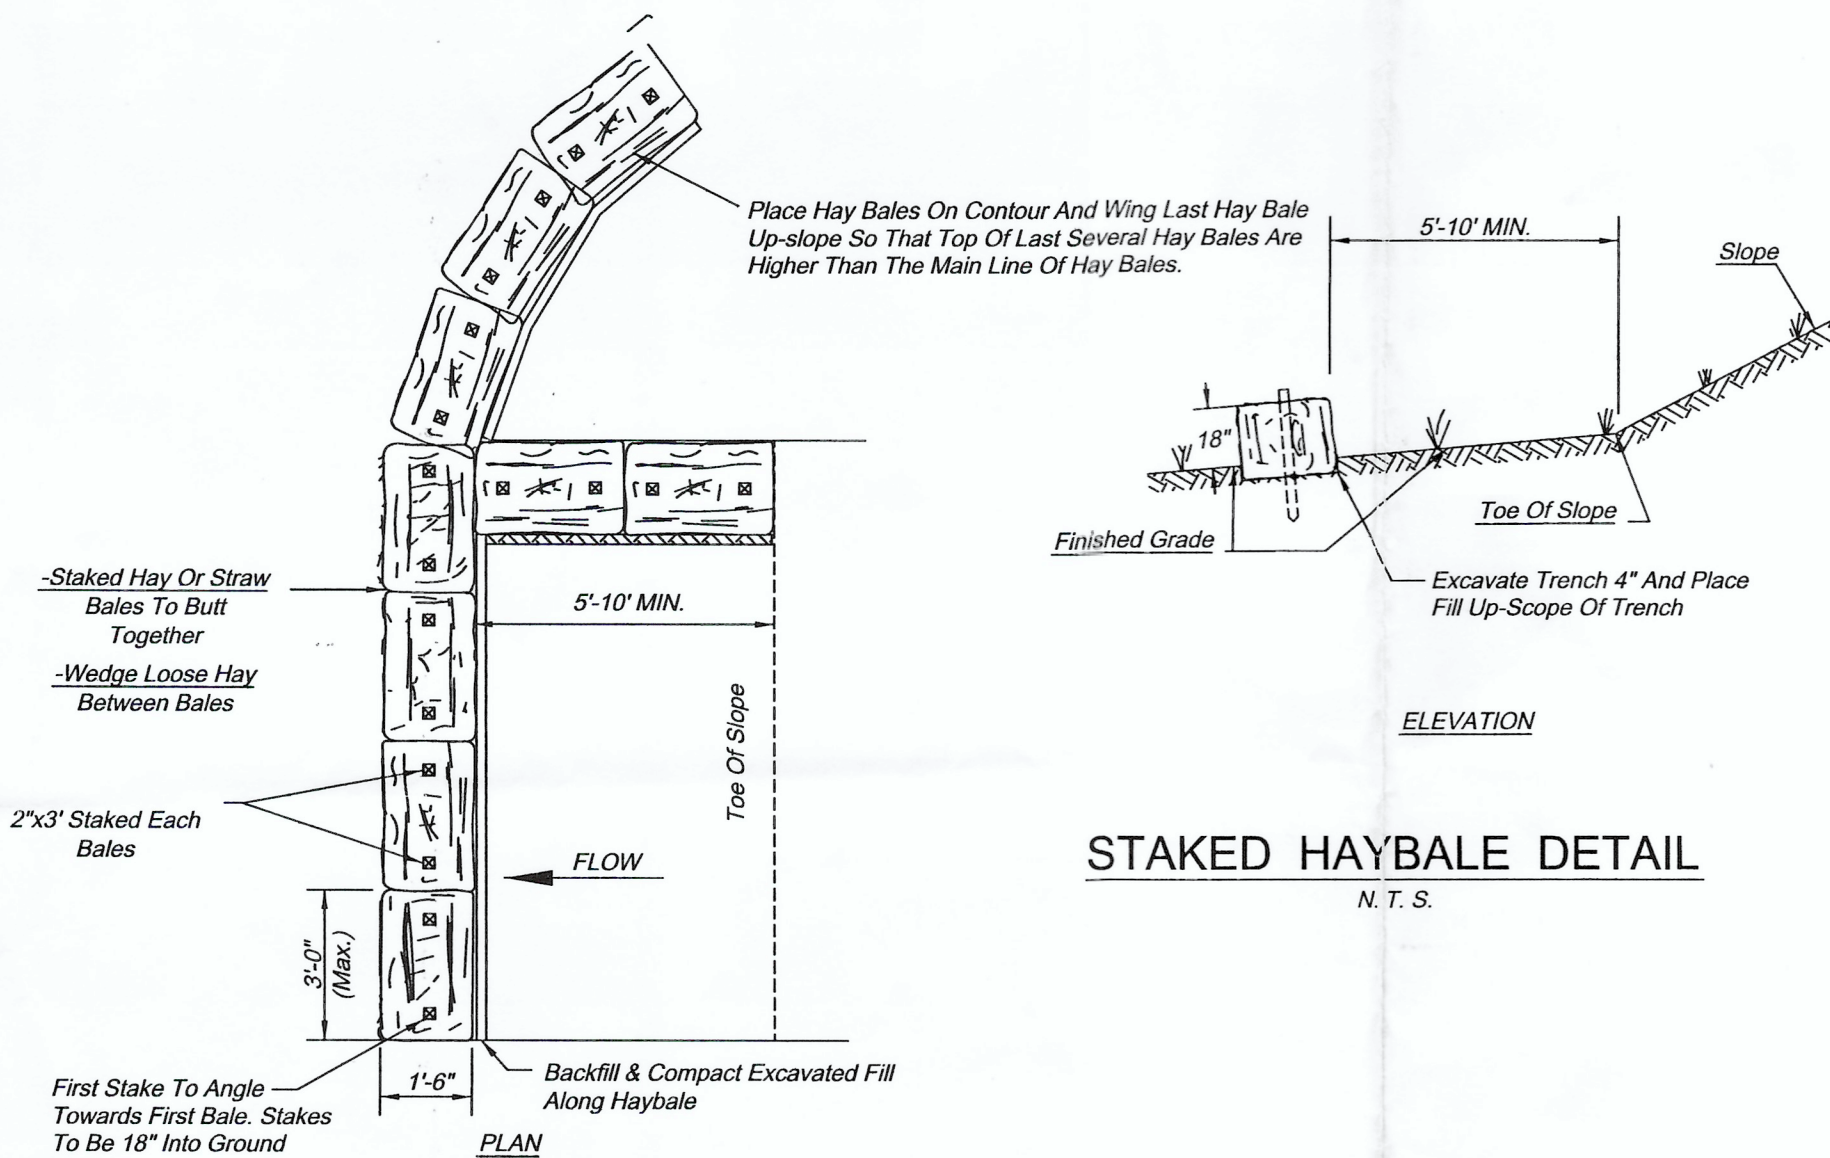 Place Hay Bales On Contour And Wing Last Hay Bale
Up-slope So That Top Of Last Several Hay Bales Are
Higher Than The Main Line Of Hay Bales.
5'-10' MIN.
Slope
18"
Toe Of Slope
Finished Grade
Excavate Trench 4" And Place
Fill Up-Scope Of Trench
ELEVATION
-Staked Hay Or Straw
Bales To Butt
Together
-Wedge Loose Hay
Between Bales
5'-10' MIN.
Toe Of Slope
2"x3' Staked Each
Bales
FLOW
3'-0"
(Max.)
1'-6"
First Stake To Angle
Towards First Bale. Stakes
To Be 18" Into Ground
Backfill & Compact Excavated Fill
Along Haybale
PLAN
STAKED HAYBALE DETAIL
N. T. S.